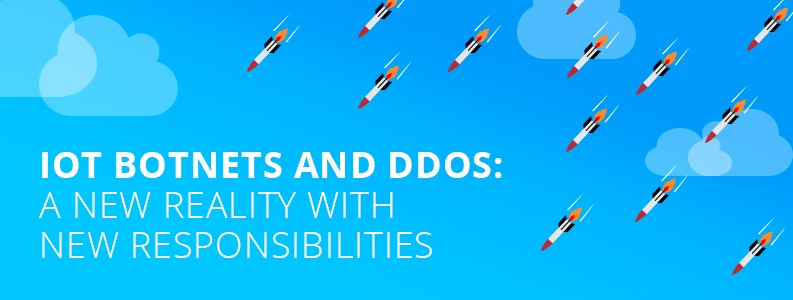 IOT BOTNETS AND DDOS:
A NEW REALITY WITH
NEW RESPONSIBILITIES